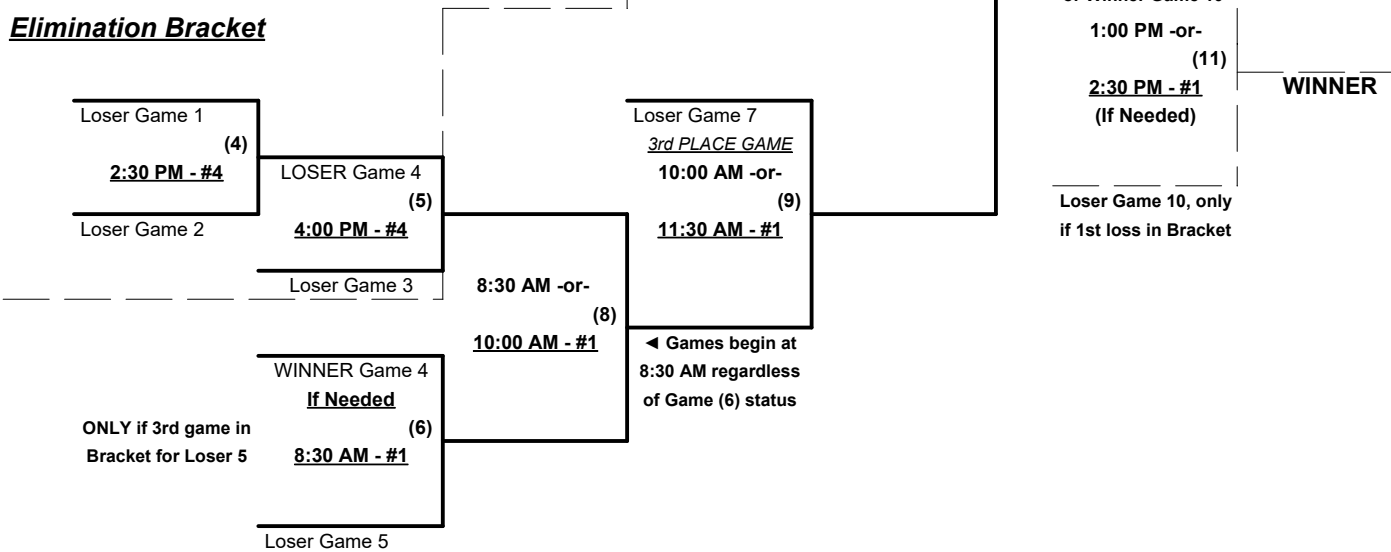 Elimination Bracket
1:00 PM -or-
(11)
2:30 PM - #1
(If Needed)
WINNER
Loser Game 10, only
if 1st loss in Bracket
Loser Game 1
(4)
2:30 PM - #4
Loser Game 2
LOSER Game 4
(5)
4:00 PM - #4
Loser Game 3
Loser Game 7
3rd PLACE GAME
10:00 AM -or-
(9)
11:30 AM - #1
8:30 AM -or-
(8)
10:00 AM - #1
◄ Games begin at
8:30 AM regardless
of Game (6) status
WINNER Game 4
If Needed
(6)
8:30 AM - #1
ONLY if 3rd game in
Bracket for Loser 5
Loser Game 5